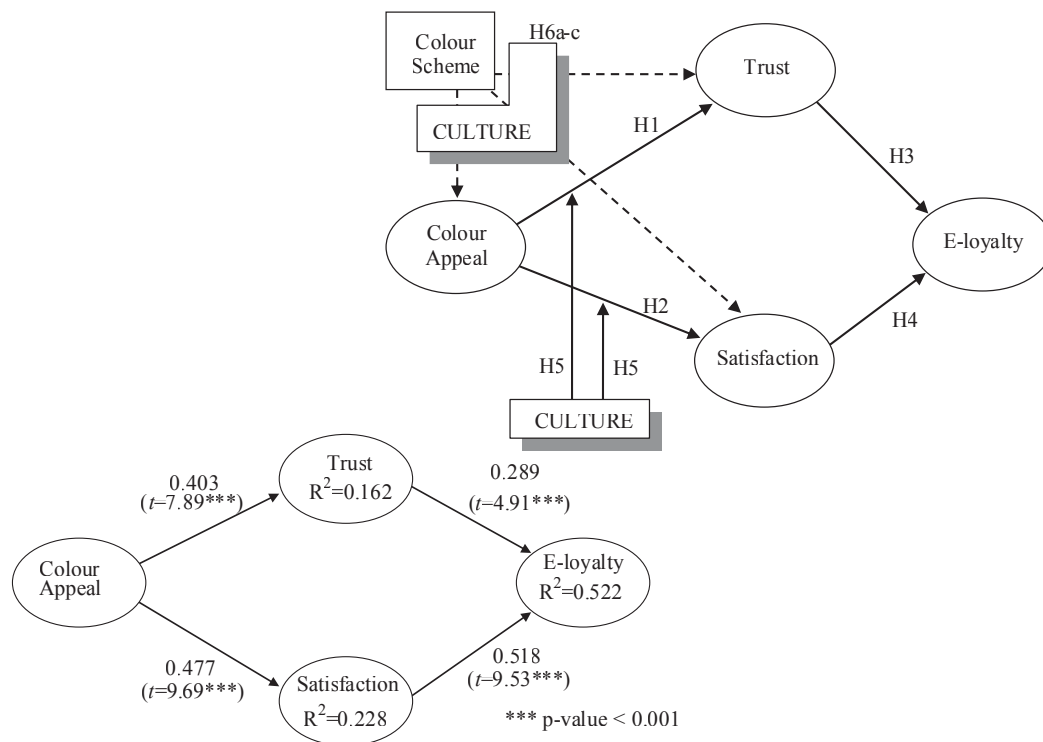 H6a-c
Colour
Scheme
Trust
CULTURE
H1
H3
Colour
Appeal
E-loyalty
H2
H4
Satisfaction
H5
H5
CULTURE
0.403
(t=7.89***)
Trust
R²=0.162
0.289
(t=4.91***)
Colour
Appeal
E-loyalty
R²=0.522
0.477
(t=9.69***)
Satisfaction
R²=0.228
0.518
(t=9.53***)
*** p-value < 0.001